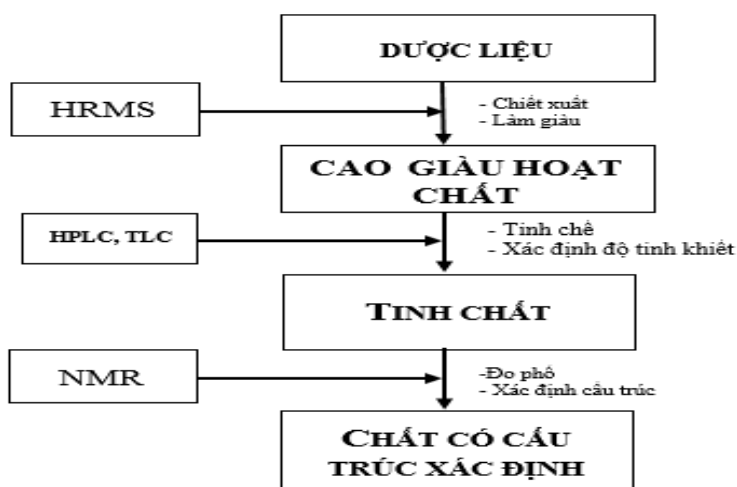 DƯỢC LIỆU
HRMS
- Chiết xuất
- Làm giàu
CAO GIÀU HOẠT
CHẤT
HPLC, TLC
- Tinh chế
- Xác định độ tinh khiết
TINH CHẤT
NMR
-Đo phổ
- Xác định cấu trúc
CHẤT CÓ CẤU
TRÚC XÁC ĐỊNH